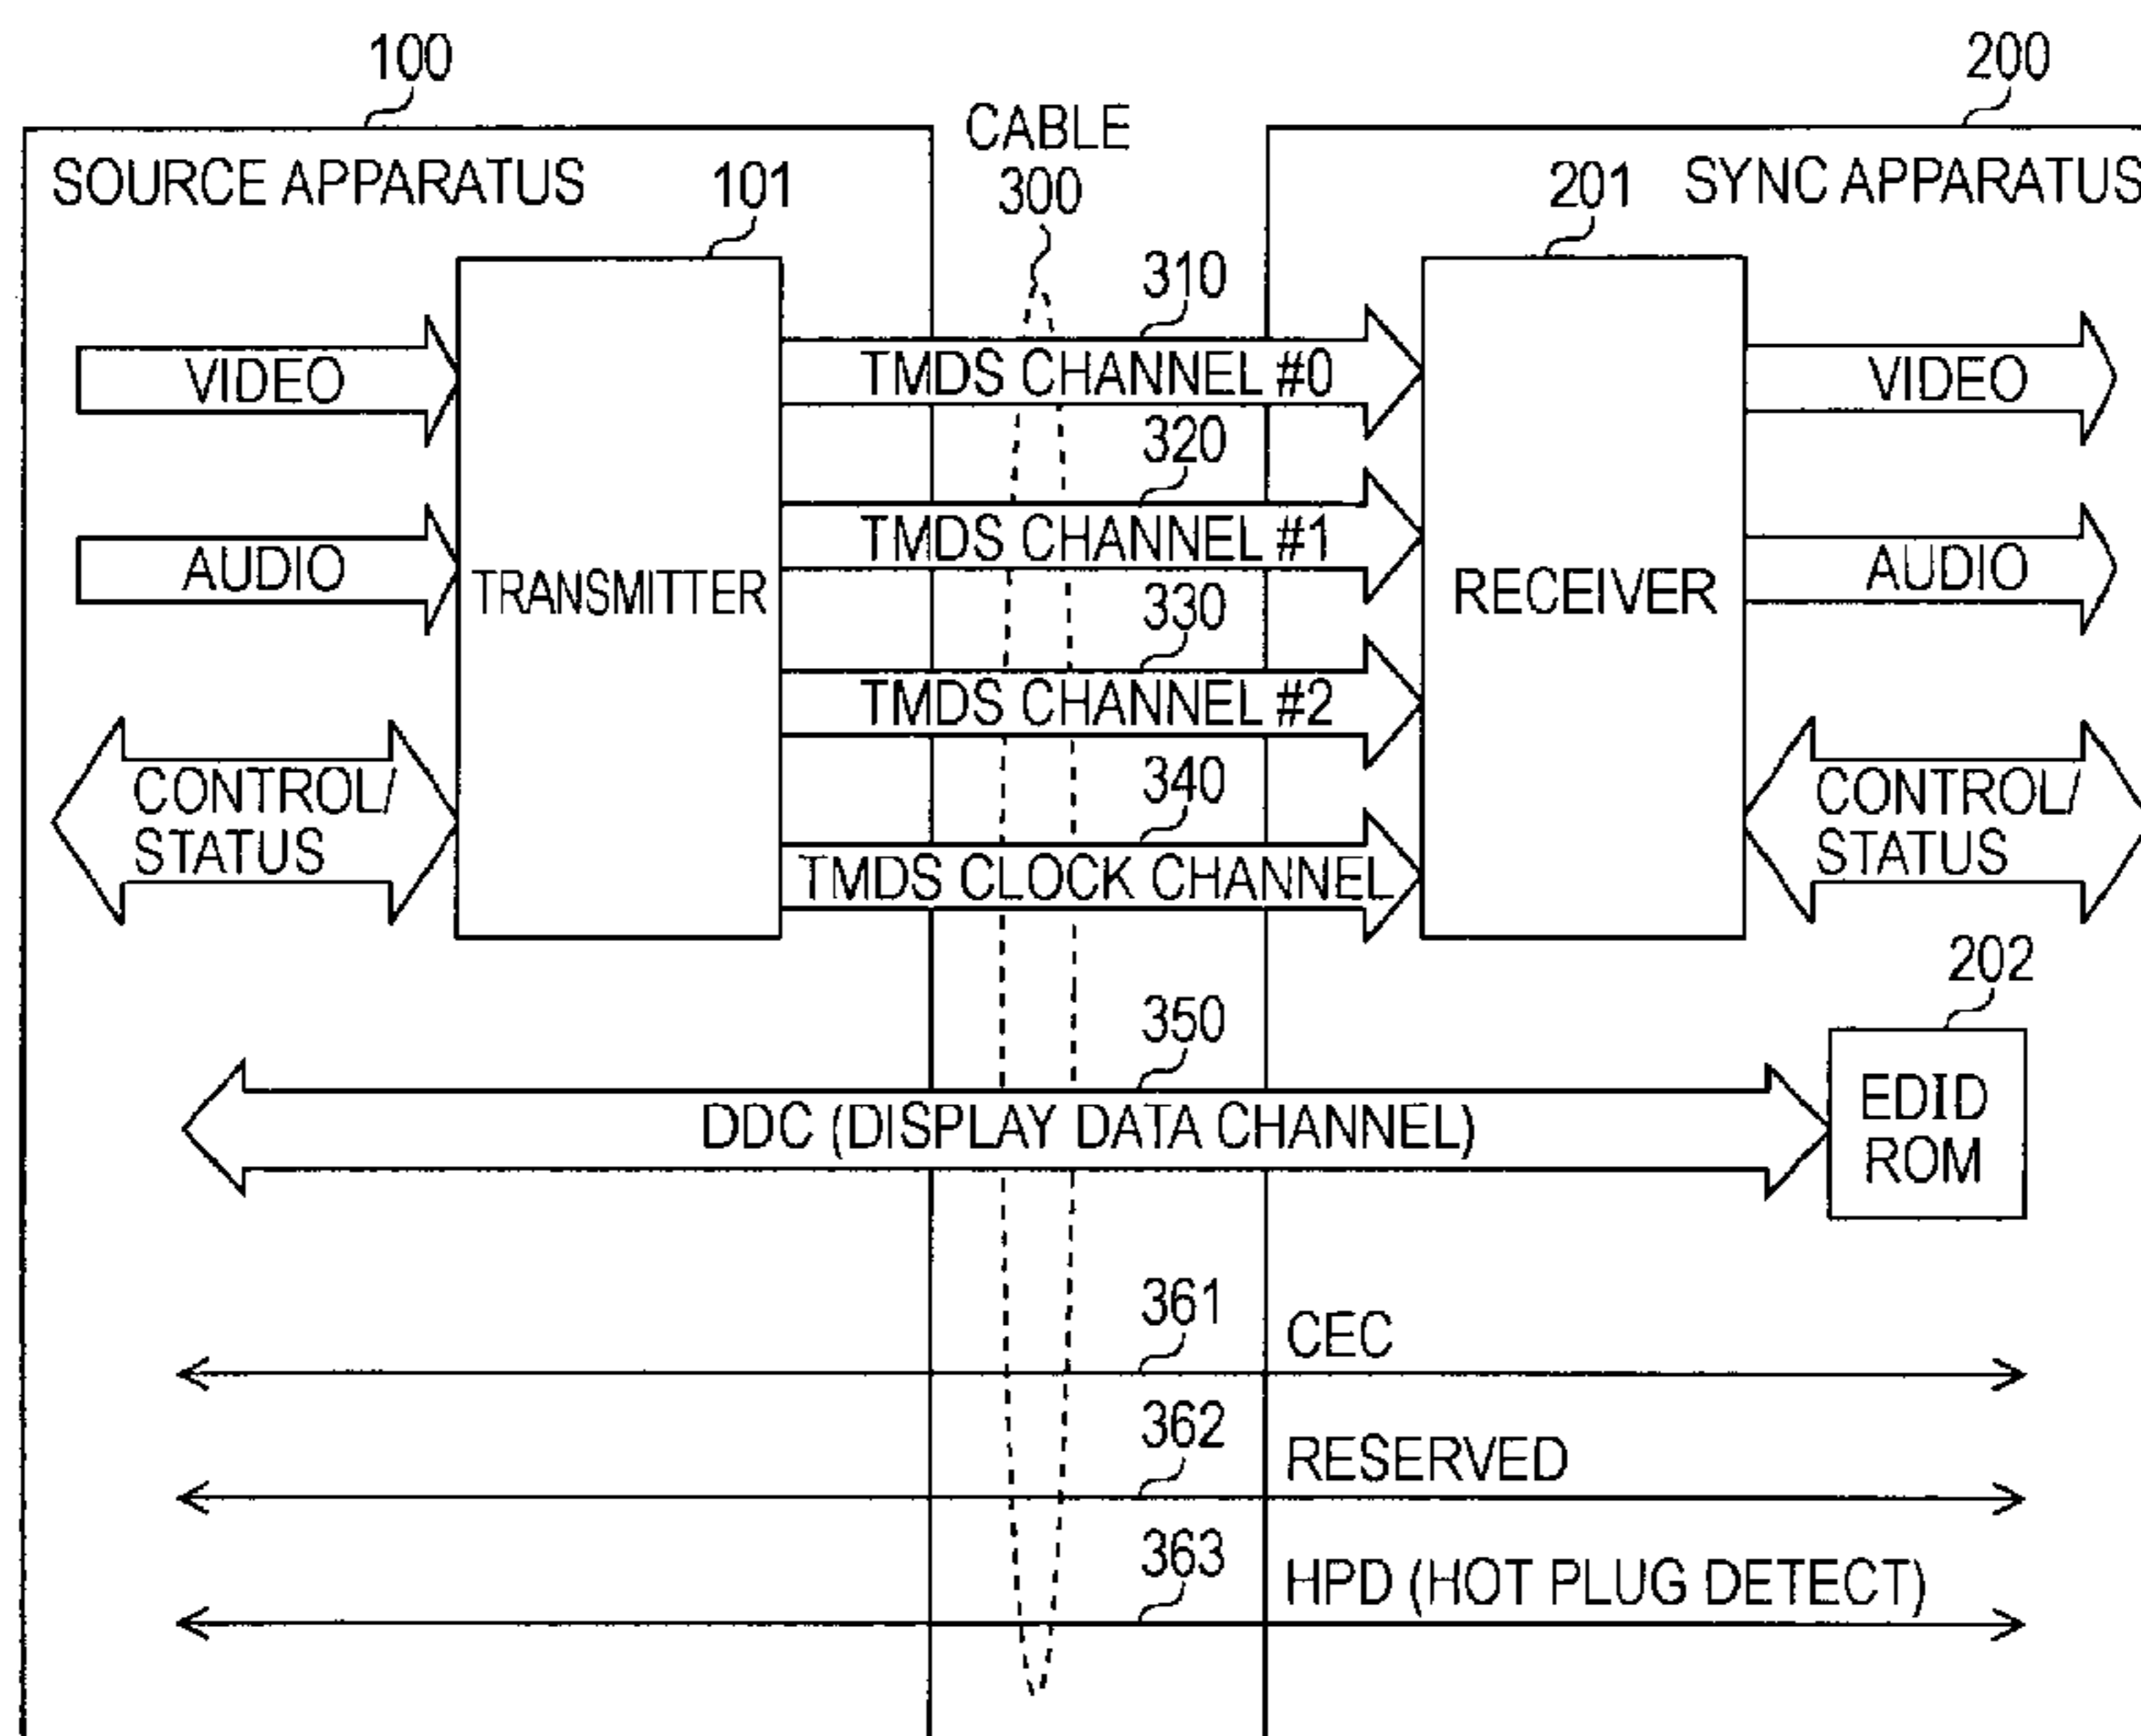 100
200
CABLE
300
SOURCE APPARATUS
101
201
SYNC APPARATUS
310
VIDEO
TMDS CHANNEL #0
VIDEO
320
AUDIO
TRANSMITTER
TMDS CHANNEL #1
RECEIVER
AUDIO
330
TMDS CHANNEL #2
340
CONTROL/
STATUS
TMDS CLOCK CHANNEL
CONTROL/
STATUS
202
350
DDC (DISPLAY DATA CHANNEL)
EDID
ROM
361
CEC
362
RESERVED
363
HPD (HOT PLUG DETECT)